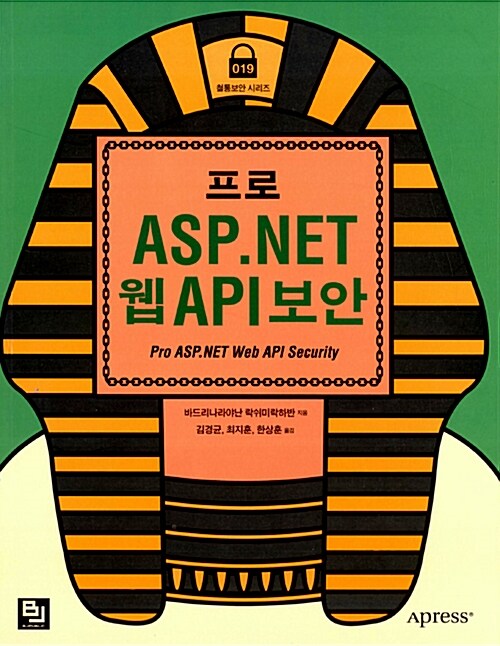 019
철통보안 시리즈
프로
ASP.NET
웹 API 보안
Pro ASP.NET Web API Security
바드리나라야난 락쉬미락하반 지음
김경균, 최지훈, 한상훈 옮김
BJ
Apress®